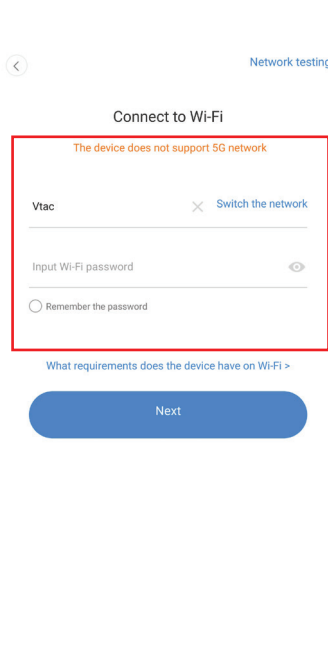 Network testing
Connect to Wi-Fi
The device does not support 5G network
Vtac
Switch the network
Input Wi-Fi password
Remember the password
What requirements does the device have on Wi-Fi >
Next